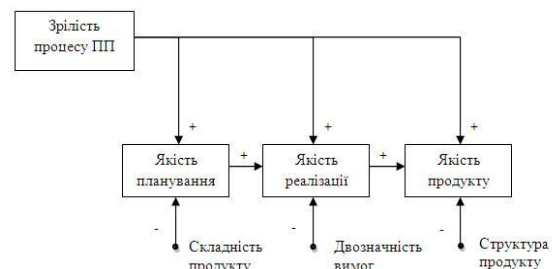 Зрілість
процесу ПП
+
+
+
Якість
планування
+
Якість
реалізації
+
Якість
продукту
-
-
-
Складність
продукту
Двозначність
вимог
Структура
продукту